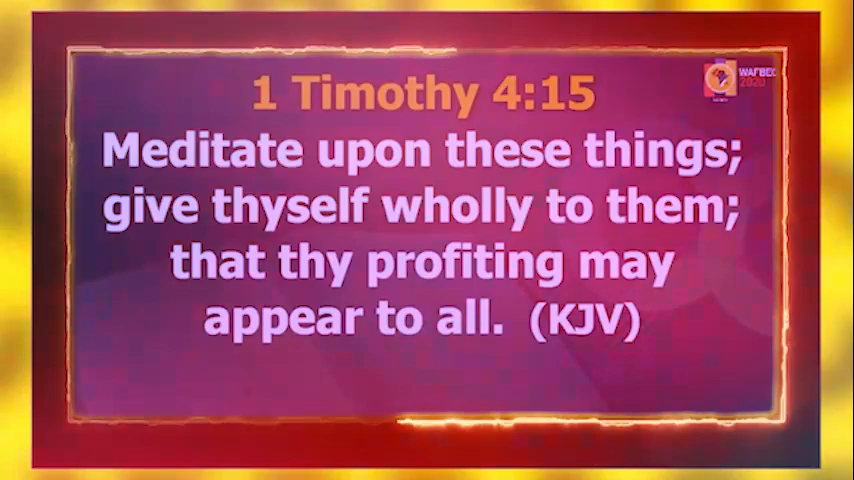 1 Timothy 4:15
WAFBEC
2020
Meditate upon these things;
give thyself wholly to them;
that thy profiting may
appear to all. (KJV)